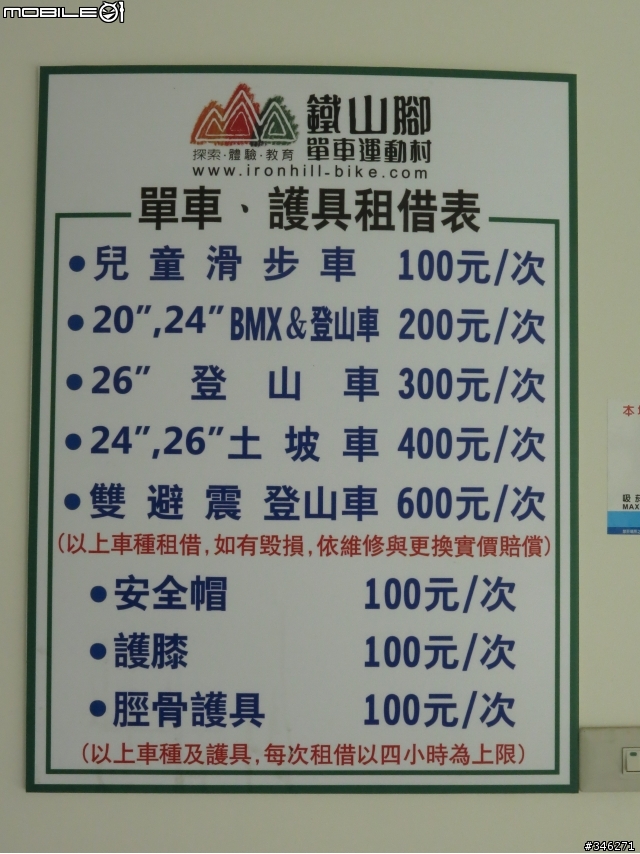 MOBILE01
鐵山腳
單車運動村
探索·體驗·教育
www.ironhill-bike.com
單車、護具租借表
•兒童滑步車 100元/次
•20",24"BMX&登山車 200元/次
•26" 登山車 300元/次
•24",26"土坡車 400元/次
•雙避震登山車 600元/次
(以上車種租借,如有毀損,依維修與更換實價賠償)
•安全帽 100元/次
•護膝 100元/次
•脛骨護具 100元/次
(以上車種及護具,每次租借以四小時為上限)
本
吸
MAX
#346271